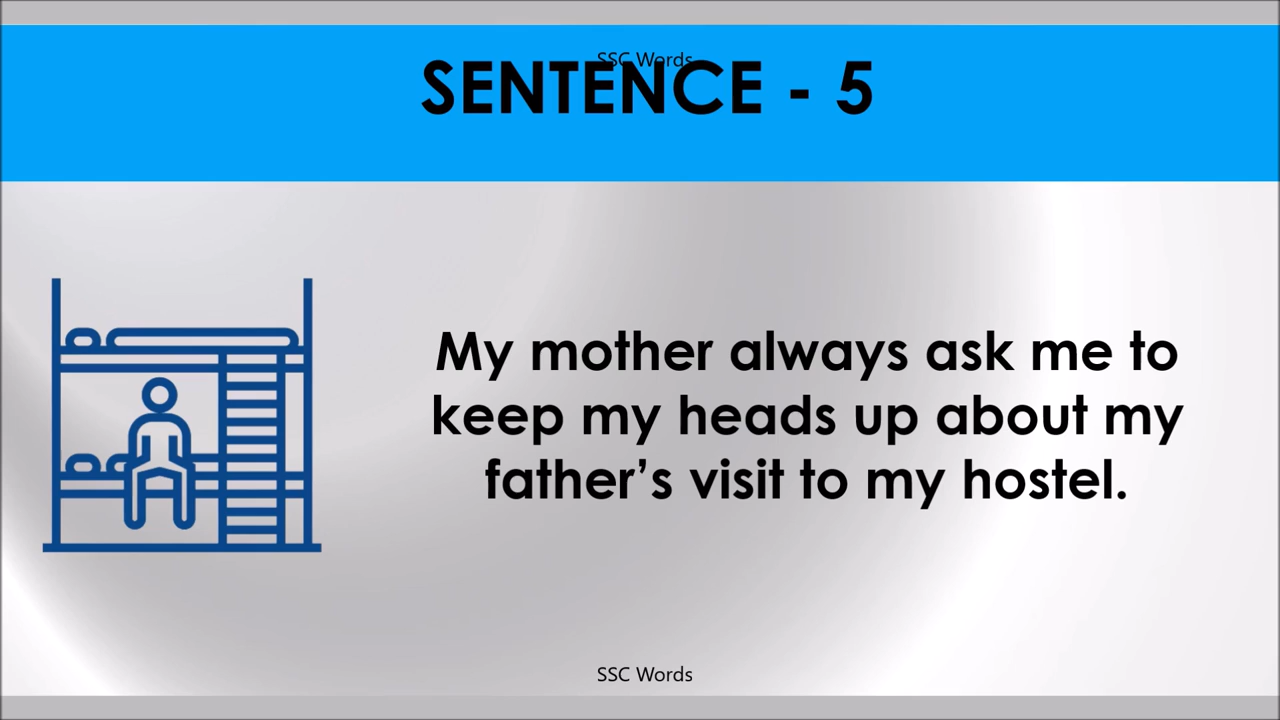 SSC Words
SENTENCE - 5
My mother always ask me to
keep my heads up about my
father’s visit to my hostel.
SSC Words